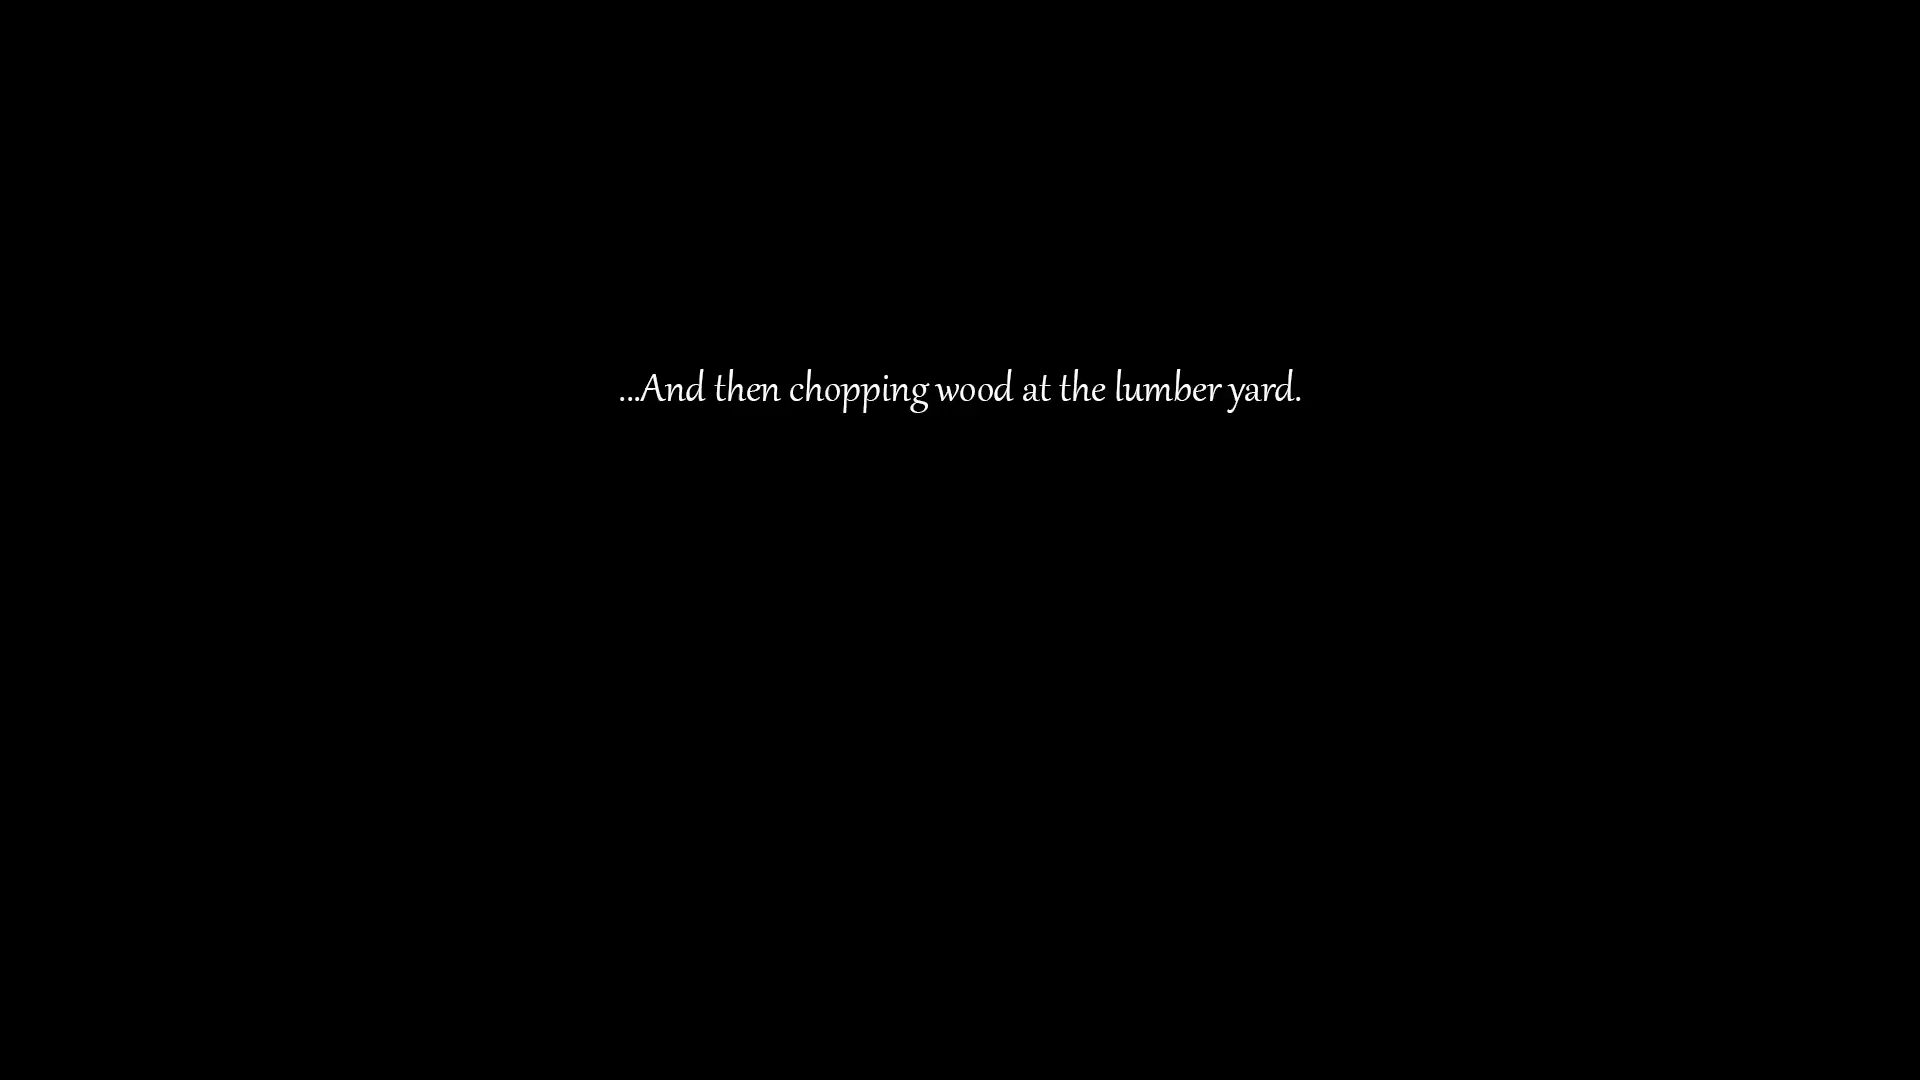 ...And then chopping wood at the lumber yard.